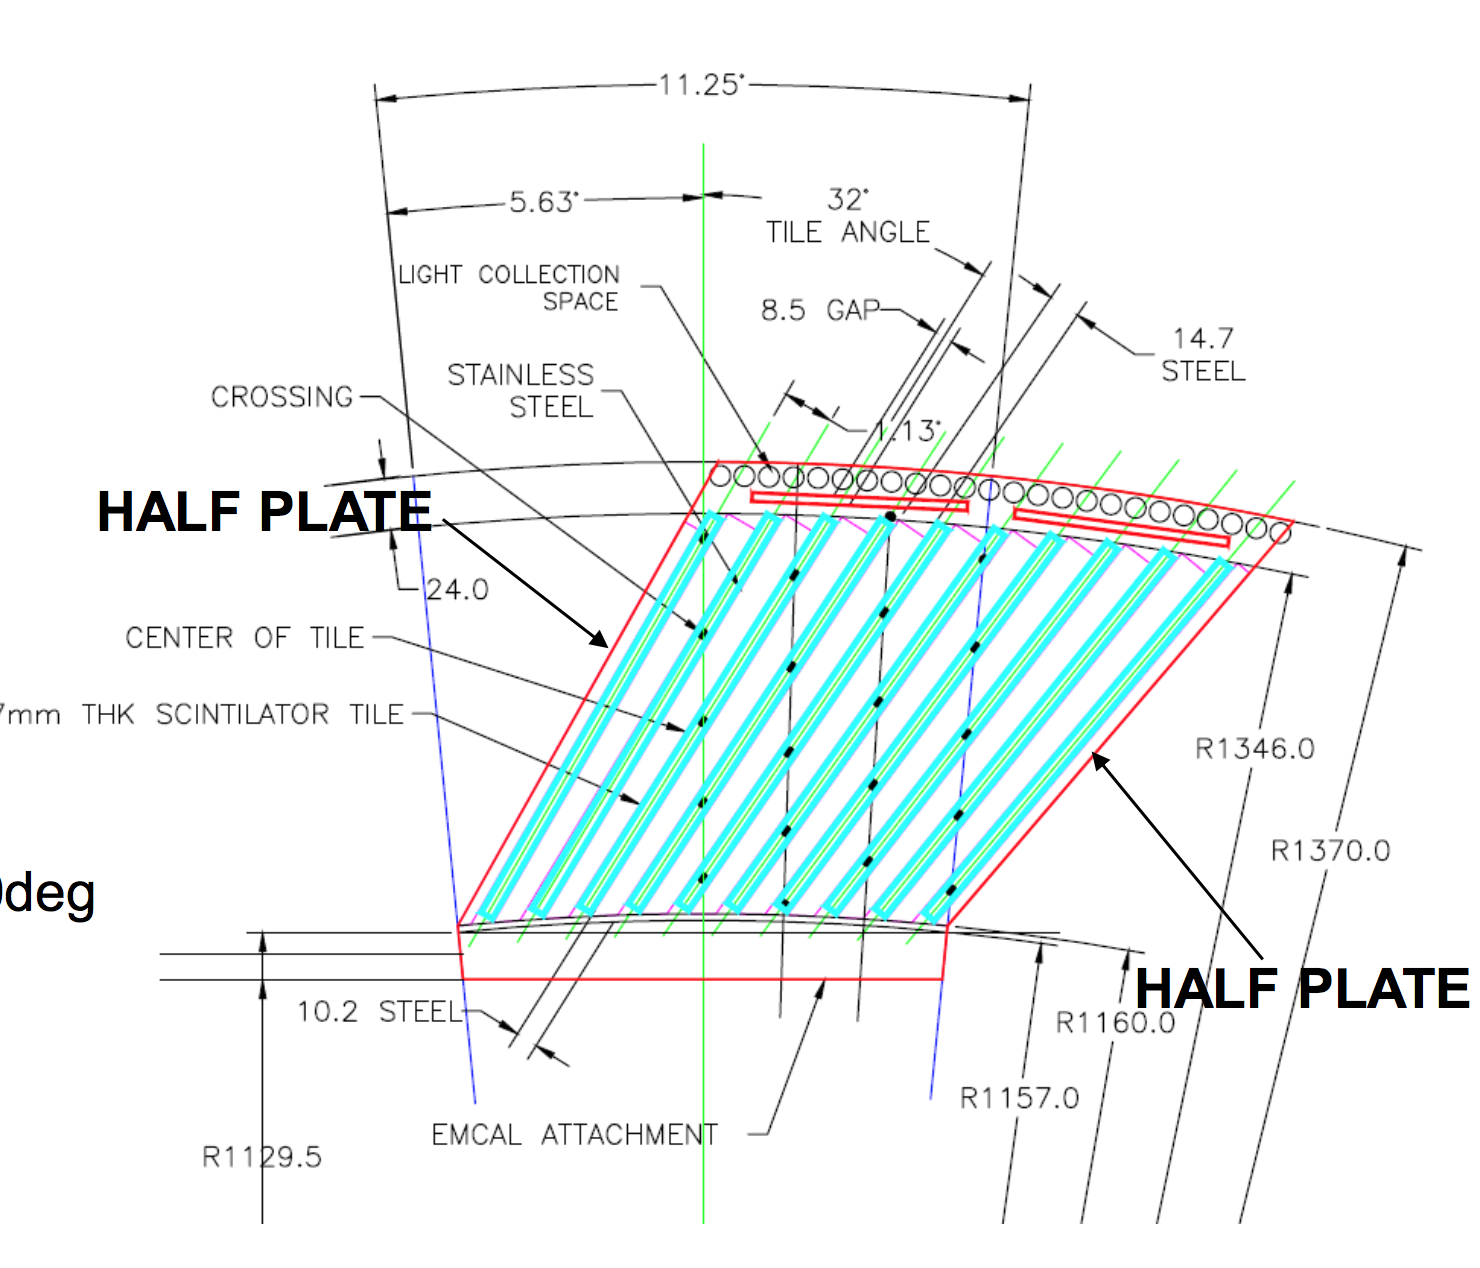 11.25°
5.63°
32°
TILE ANGLE
LIGHT COLLECTION
SPACE
8.5 GAP
14.7
STEEL
STAINLESS
STEEL
CROSSING
1.13°
HALF PLATE
24.0
CENTER OF TILE
7mm THK SCINTILATOR TILE
R1346.0
R1370.0
0deg
HALF PLATE
10.2 STEEL
R1160.0
R1157.0
EMCAL ATTACHMENT
R1129.5